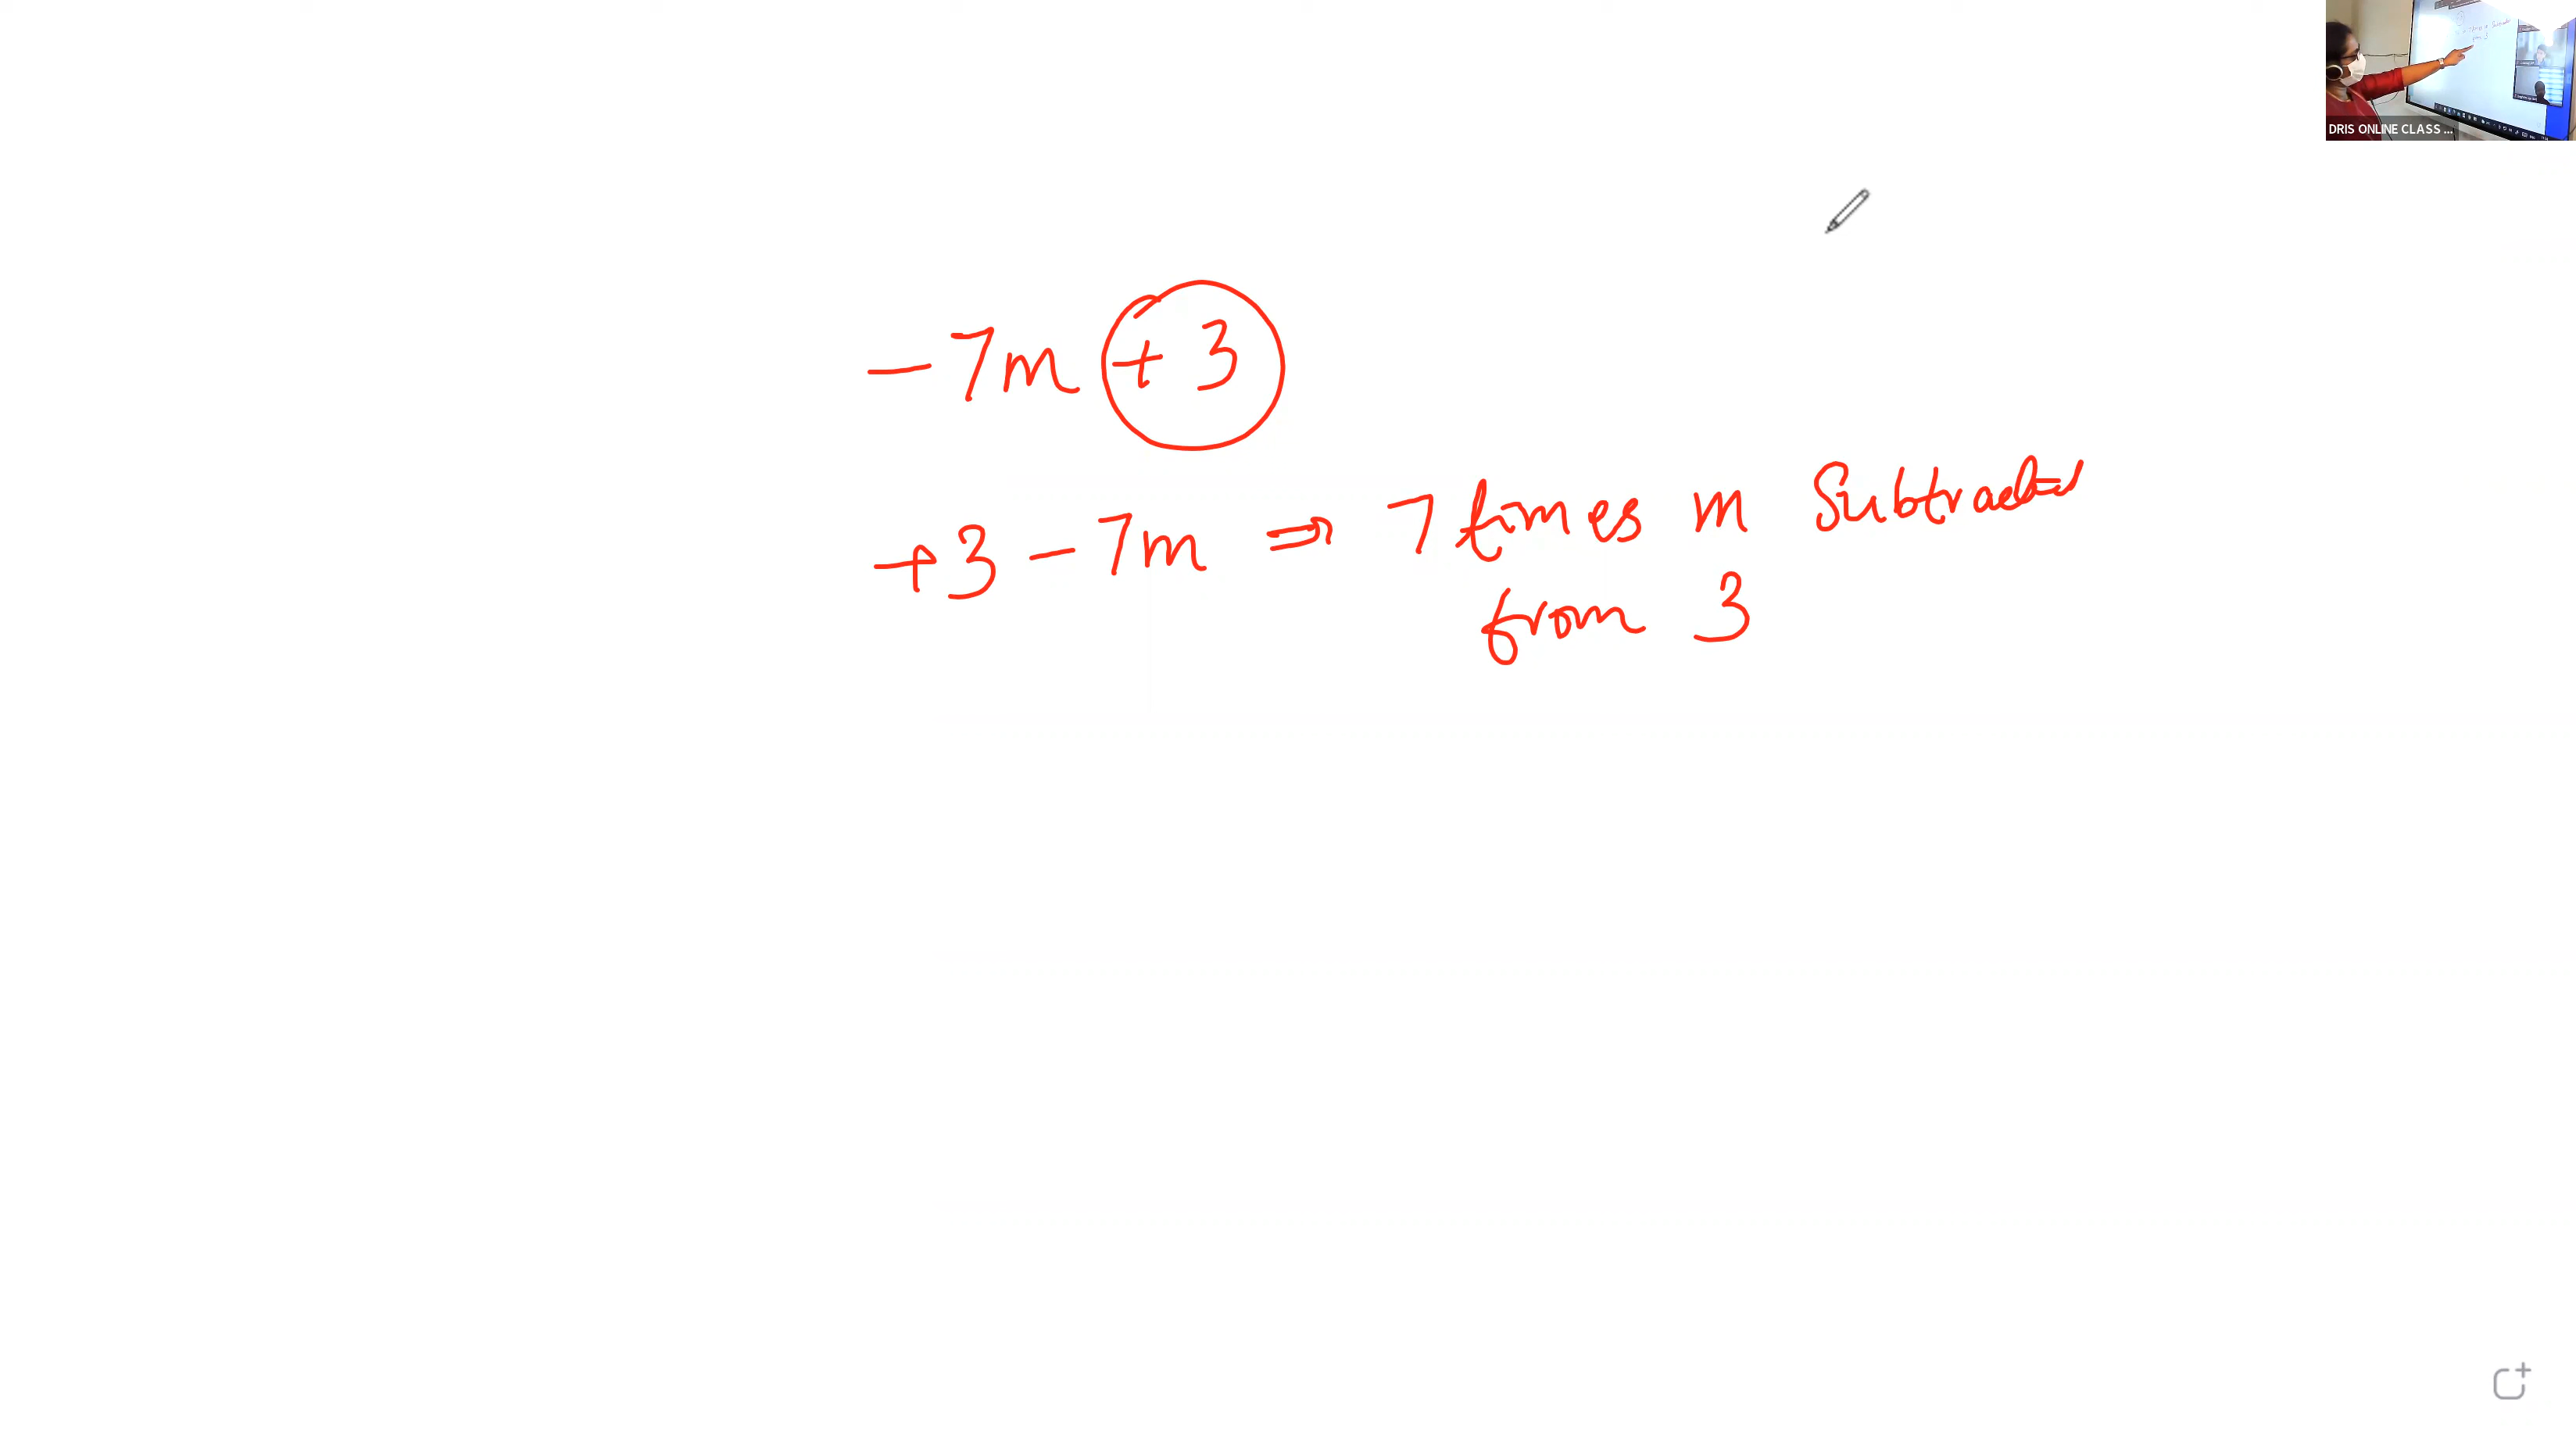 DRIS ONLINE CLASS ...
- 7m + 3
+3 - 7m ⇒ 7 times m Subtracted
from 3